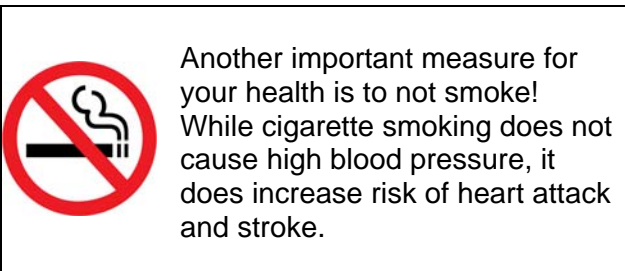 Another important measure for
your health is to not smoke!
While cigarette smoking does not
cause high blood pressure, it
does increase risk of heart attack
and stroke.